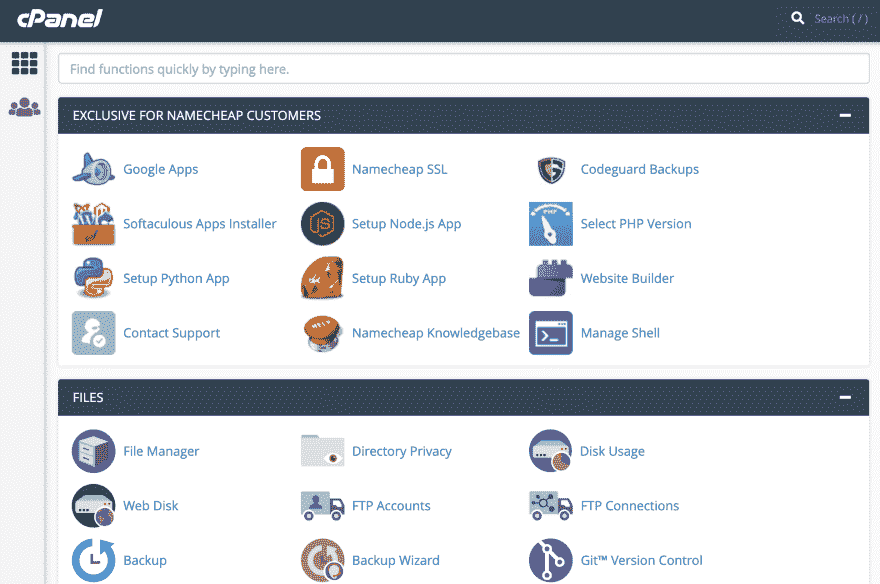 cPanel
Search ( / )
Find functions quickly by typing here.
EXCLUSIVE FOR NAMECHEAP CUSTOMERS
Google Apps
Namecheap SSL
Codeguard Backups
Softaculous Apps Installer
Setup Node.js App
PHP
Select PHP Version
Setup Python App
Setup Ruby App
Website Builder
Contact Support
HELP
Namecheap Knowledgebase
Manage Shell
FILES
File Manager
Directory Privacy
Disk Usage
Web Disk
FTP Accounts
FTP Connections
Backup
Backup Wizard
Git™ Version Control